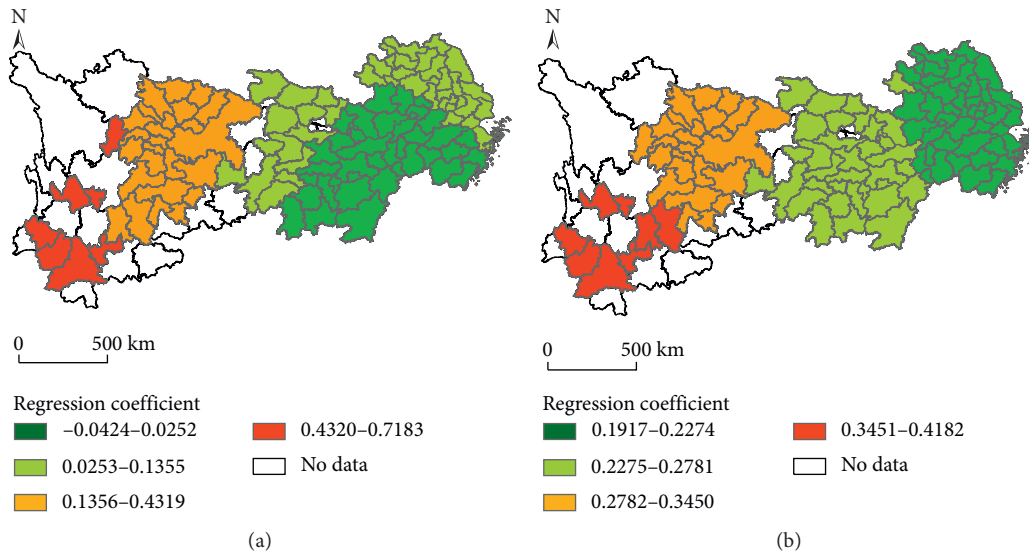 N
0 500 km
Regression coefficient
−0.0424–0.0252
0.0253–0.1355
0.1356–0.4319
0.4320–0.7183
No data
(a)
N
0 500 km
Regression coefficient
0.1917–0.2274
0.2275–0.2781
0.2782–0.3450
0.3451–0.4182
No data
(b)